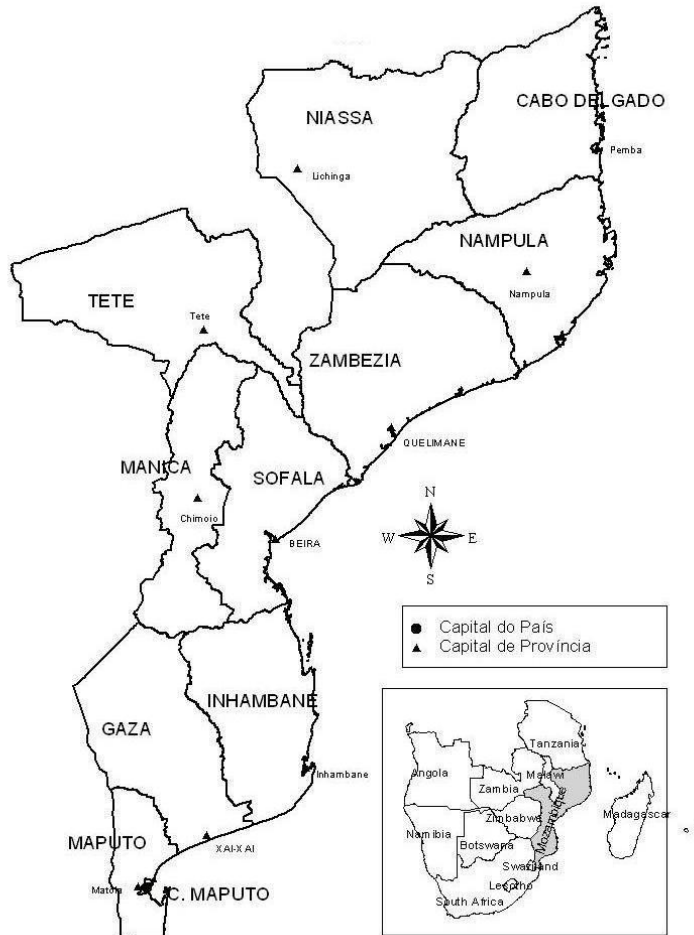 CABO DELGADO
NIASSA
Pemba
Lichinga
NAMPULA
Nampula
TETE
Tete
ZAMBEZIA
QUELIMANE
MANICA
SOFALA
Chimoio
BEIRA
N
W
E
S
Capital do País
Capital de Província
INHAMBANE
GAZA
Inhambane
MAPUTO
XAI-XAI
Matola
C. MAPUTO
Tanzania
Angola
Malawi
Zambia
Mozambique
Zimbabwe
Madagascar
Namibia
Botswana
Swaziland
Lesotho
South Africa